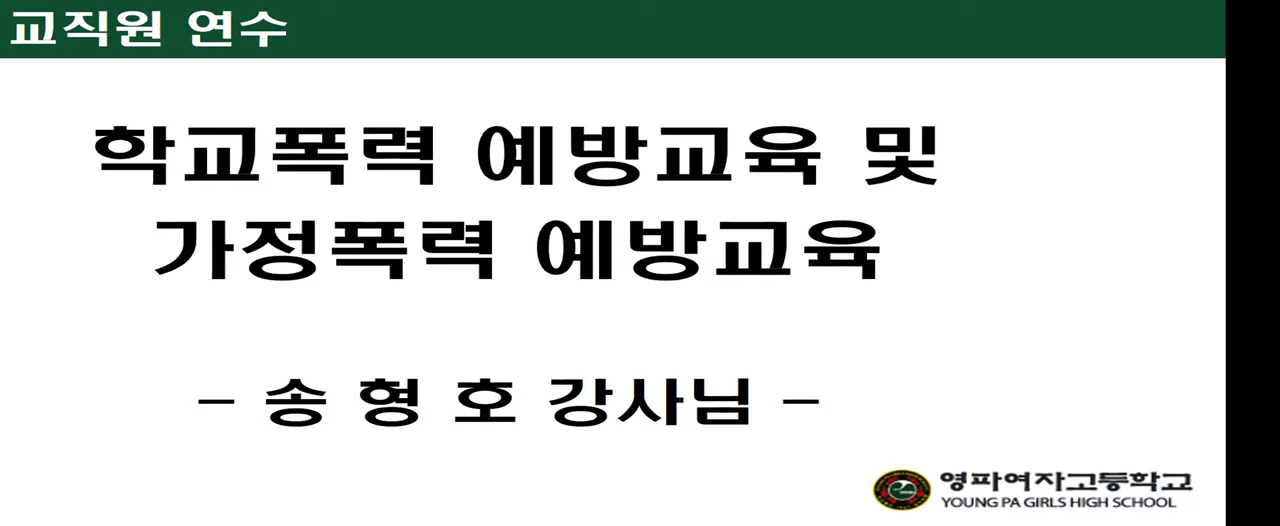 교직원 연수
학교폭력 예방교육 및
가정폭력 예방교육
- 송 형 호 강사님 -
영파여자고등학교
YOUNG PA GIRLS HIGH SCHOOL